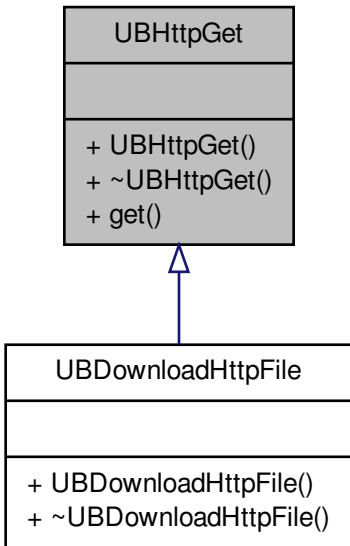 UBHttpGet
+ UBHttpGet()
+ ~UBHttpGet()
+ get()
UBDownloadHttpFile
+ UBDownloadHttpFile()
+ ~UBDownloadHttpFile()